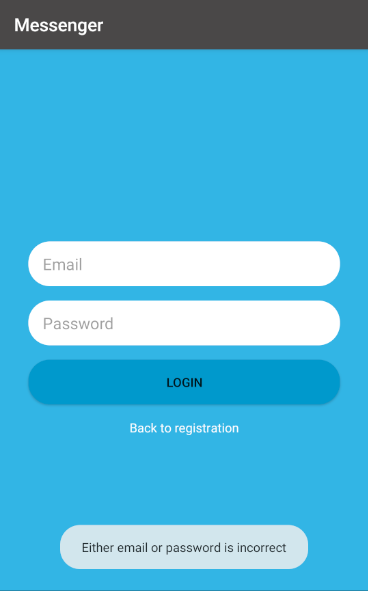 Messenger
Email
Password
LOGIN
Back to registration
Either email or password is incorrect